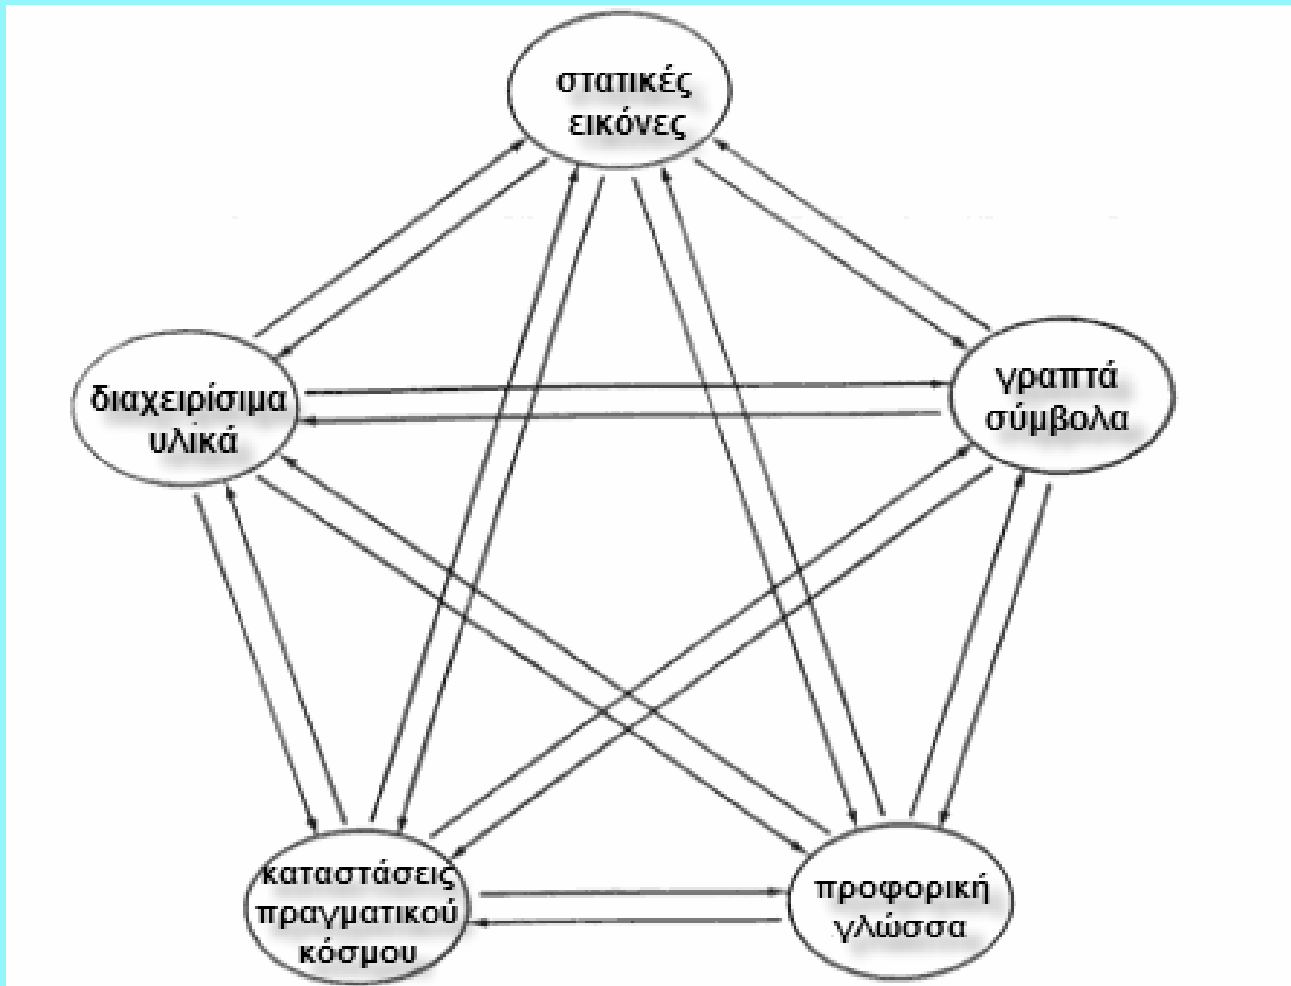 στατικές
εικόνες
διαχειρίσιμα
υλικά
γραπτά
σύμβολα
καταστάσεις
πραγματικού
κόσμου
προφορική
γλώσσα